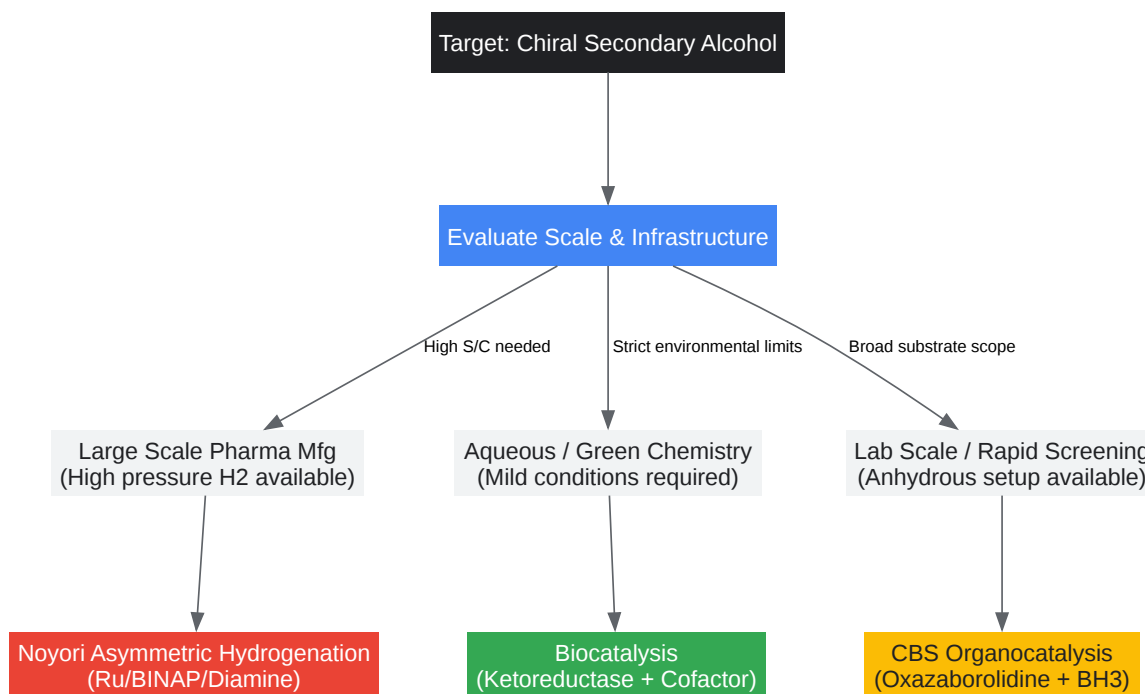 Target: Chiral Secondary Alcohol
Evaluate Scale & Infrastructure
High S/C needed
Strict environmental limits
Broad substrate scope
Large Scale Pharma Mfg
(High pressure H2 available)
Aqueous / Green Chemistry
(Mild conditions required)
Lab Scale / Rapid Screening
(Anhydrous setup available)
Noyori Asymmetric Hydrogenation
(Ru/BINAP/Diamine)
Biocatalysis
(Ketoreductase + Cofactor)
CBS Organocatalysis
(Oxazaborolidine + BH3)